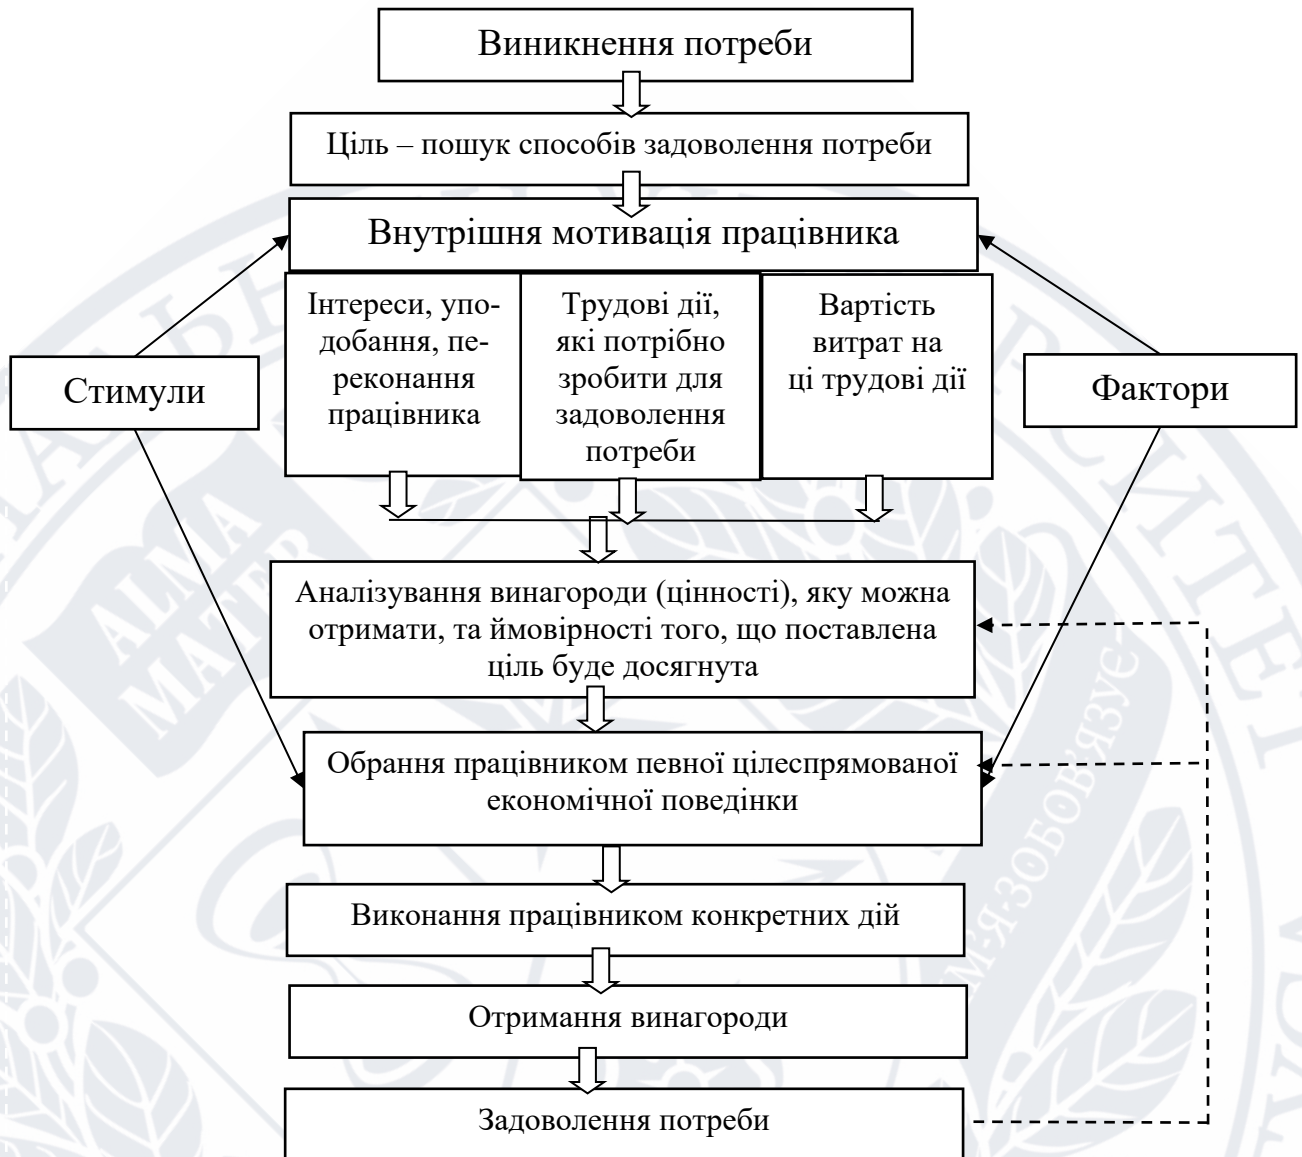 Виникнення потреби
Ціль – пошук способів задоволення потреби
Внутрішня мотивація працівника
Інтереси, упо-
добання, пе-
реконання
працівника
Трудові дії,
які потрібно
зробити для
задоволення
потреби
Вартість
витрат на
ці трудові дії
Стимули
Фактори
Аналізування винагороди (цінності), яку можна
отримати, та ймовірності того, що поставлена
ціль буде досягнута
Обрання працівником певної цілеспрямованої
економічної поведінки
Виконання працівником конкретних дій
Отримання винагороди
Задоволення потреби
ALMA
MATER